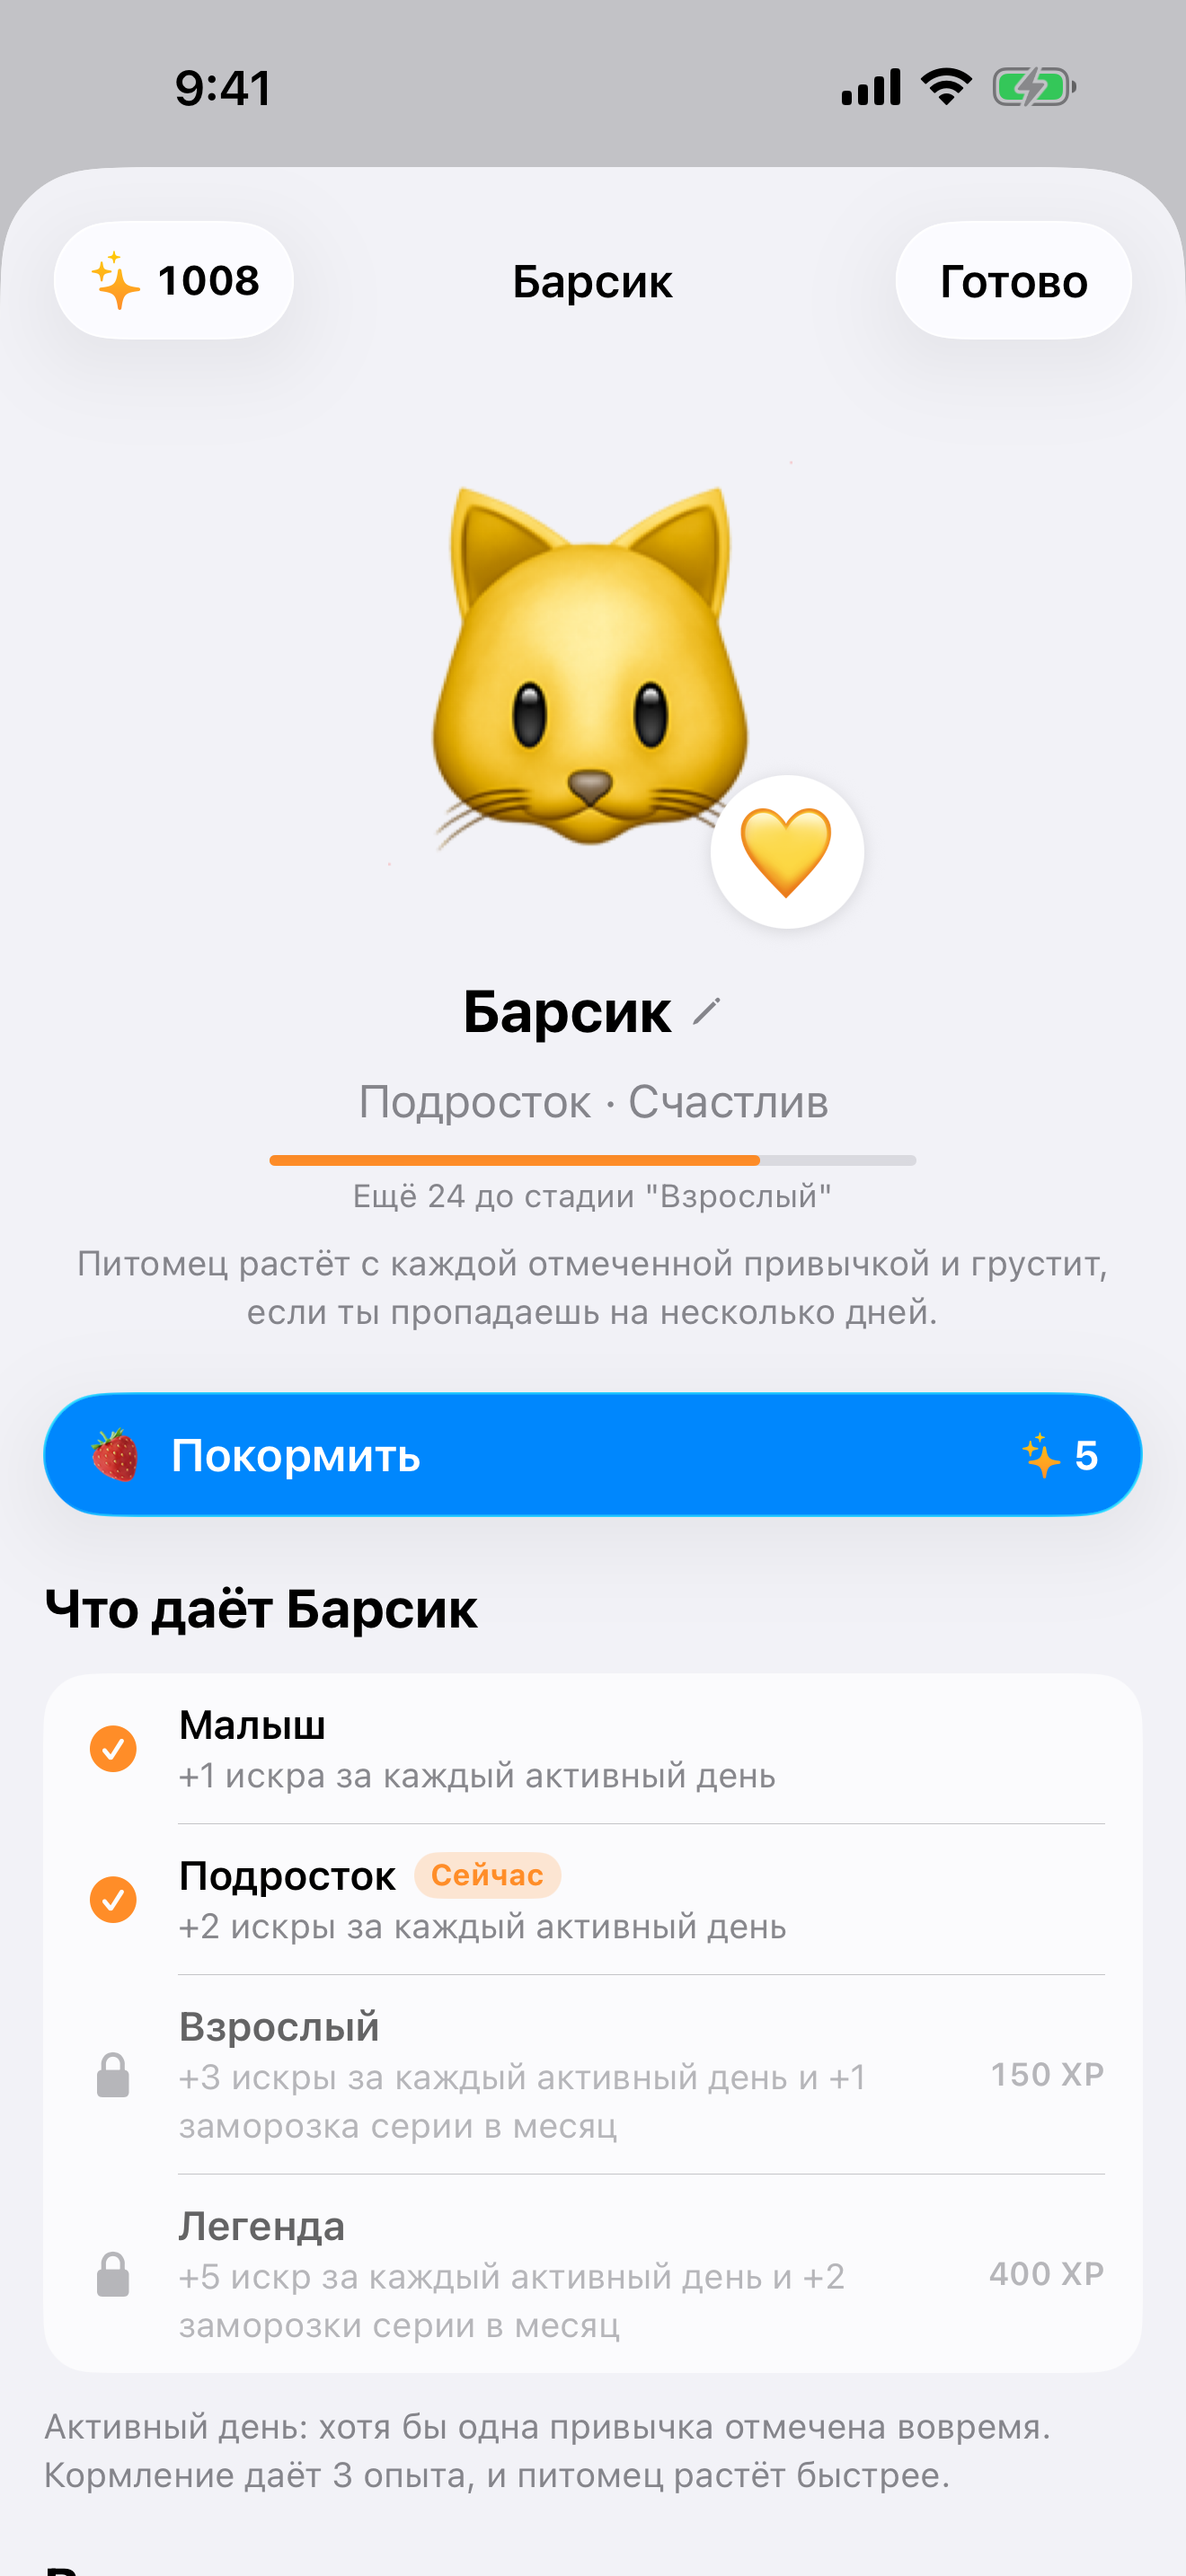 9:41
1008
Барсик
Готово
Барсик
Подросток · Счастлив
Ещё 24 до стадии "Взрослый"
Питомец растёт с каждой отмеченной привычкой и грустит,
если ты пропадаешь на несколько дней.
Покормить
5
Что даёт Барсик
Малыш
+1 искра за каждый активный день
Подросток Сейчас
+2 искры за каждый активный день
Взрослый
+3 искры за каждый активный день и +1
заморозка серии в месяц
150 XP
Легенда
+5 искр за каждый активный день и +2
заморозки серии в месяц
400 XP
Активный день: хотя бы одна привычка отмечена вовремя.
Кормление даёт 3 опыта, и питомец растёт быстрее.